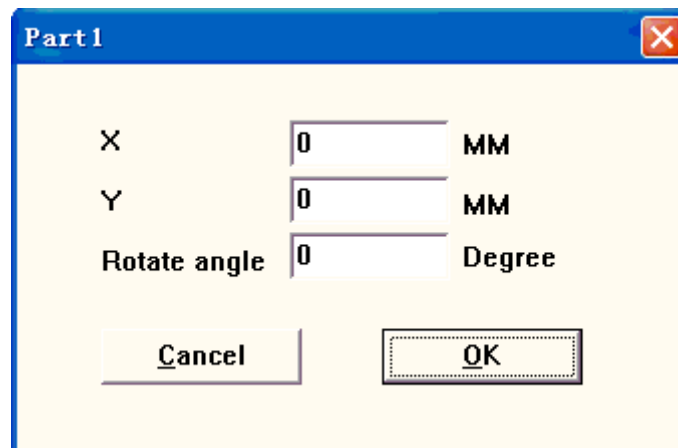 Part1
X 0 MM
Y 0 MM
Rotate angle 0 Degree
Cancel OK